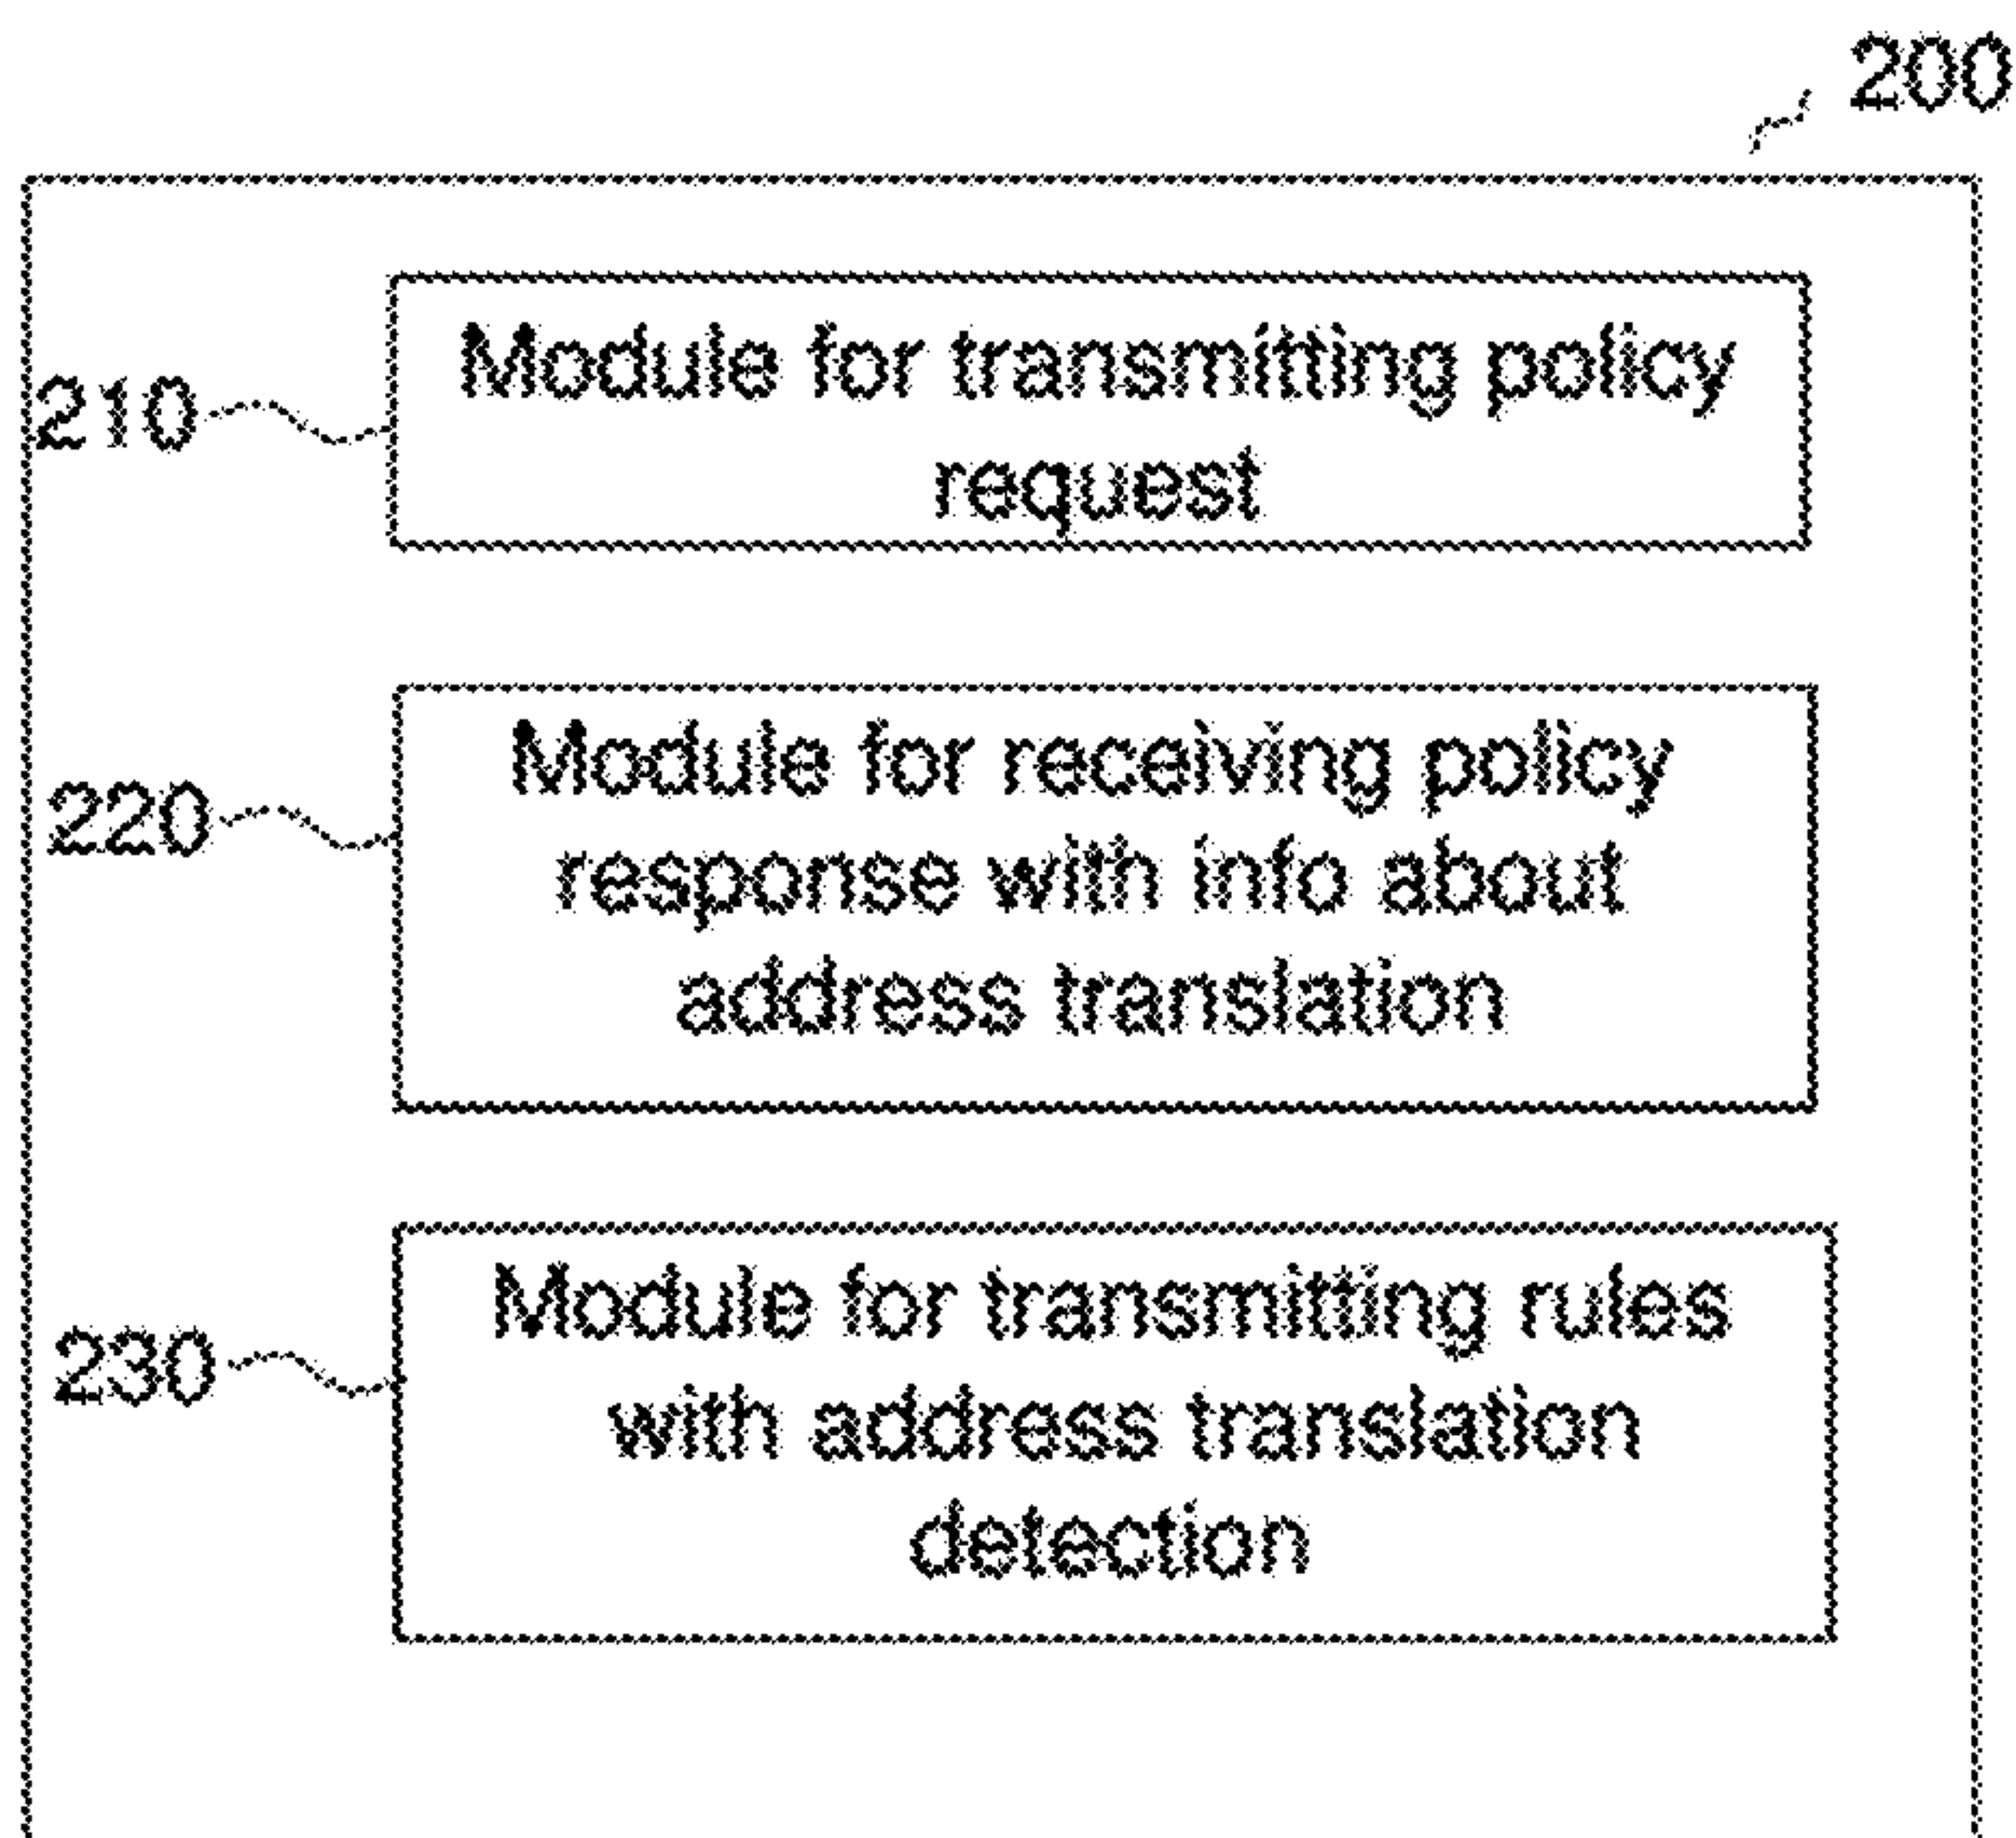 200
210
Module for transmitting policy
request
220
Module for receiving policy
response with info about
address translation
230
Module for transmitting rules
with address translation
detection